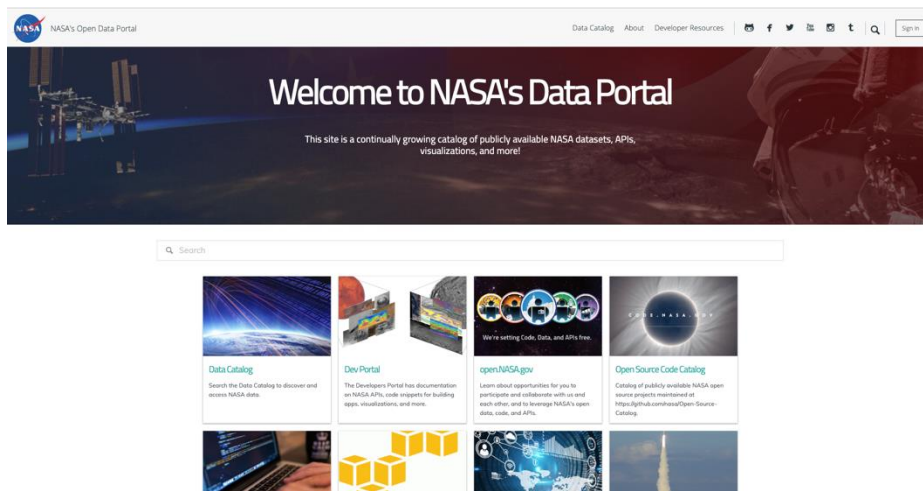 NASA
NASA's Open Data Portal
Data Catalog About Developer Resources
Sign In
Welcome to NASA's Data Portal
This site is a continually growing catalog of publicly available NASA datasets, APIs,
visualizations, and more!
Search
We're setting Code, Data, and APIs free.
CODE.NASA.GOV
Data Catalog
Search the Data Catalog to discover and
access NASA data.
Dev Portal
The Developers Portal has documentation
on NASA APIs, code snippets for building
apps, visualizations, and more.
open.NASA.gov
Learn about opportunities for you to
participate and collaborate with us and
each other, and to leverage NASA's open
data, code, and APIs.
Open Source Code Catalog
Catalog of publicly available NASA open
source projects maintained at
https://github.com/nasa/Open-Source-
Catalog.